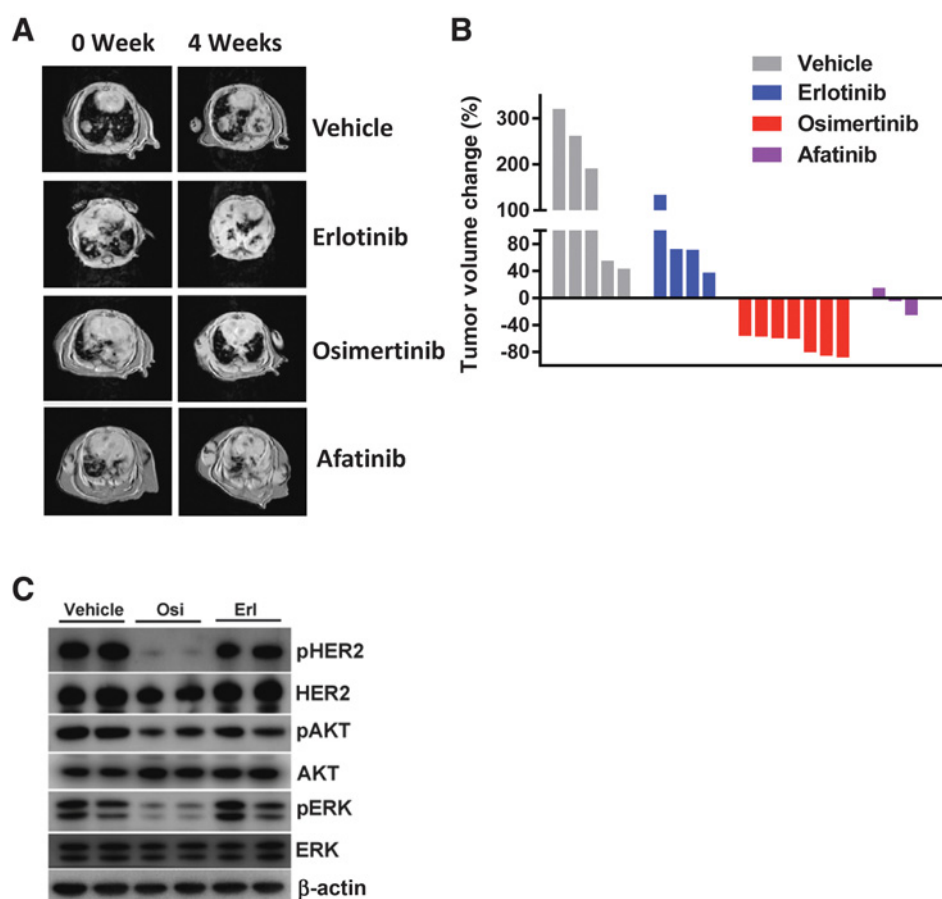 A
0 Week 4 Weeks
Vehicle
Erlotinib
Osimertinib
Afatinib
B
Vehicle
Erlotinib
Osimertinib
Afatinib
Tumor volume change (%)
300
200
100
80
40
0
-40
-80
C
Vehicle Osi Erl
pHER2
HER2
pAKT
AKT
pERK
ERK
β-actin